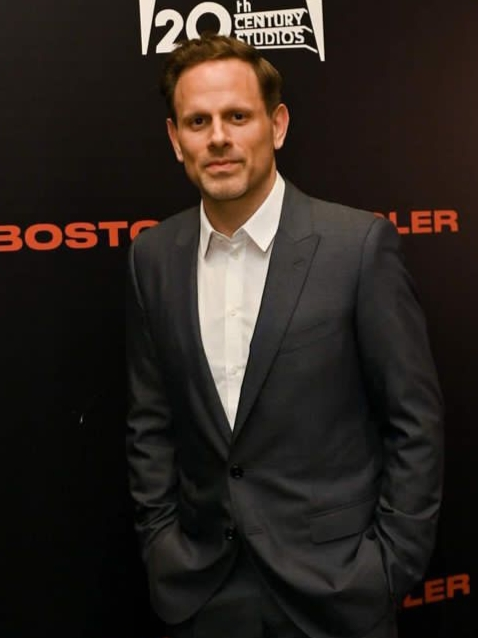 20th
CENTURY
STUDIOS
BOSTO
LER
LER